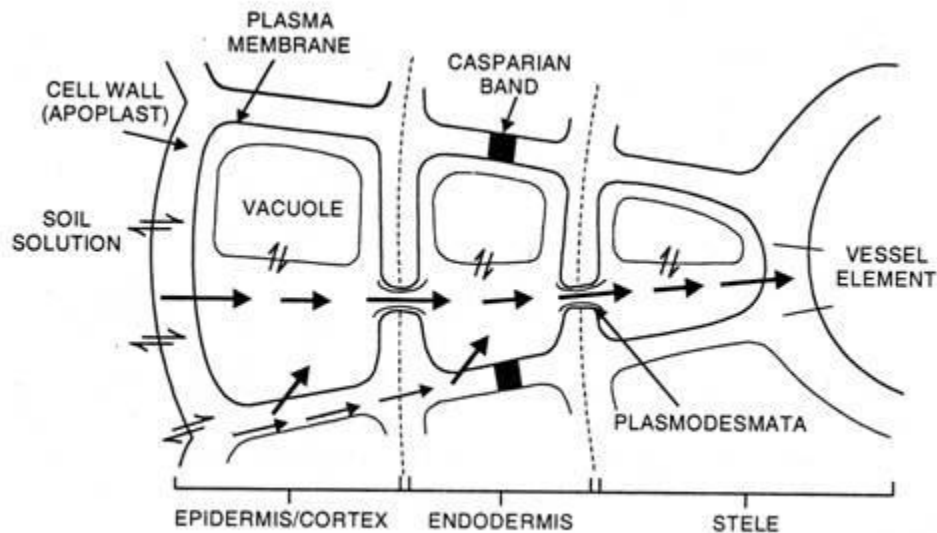 PLASMA
MEMBRANE
CASPARIAN
BAND
CELL WALL
(APOPLAST)
VACUOLE
SOIL
SOLUTION
VESSEL
ELEMENT
PLASMODESMATA
EPIDERMIS/CORTEX
ENDODERMIS
STELE